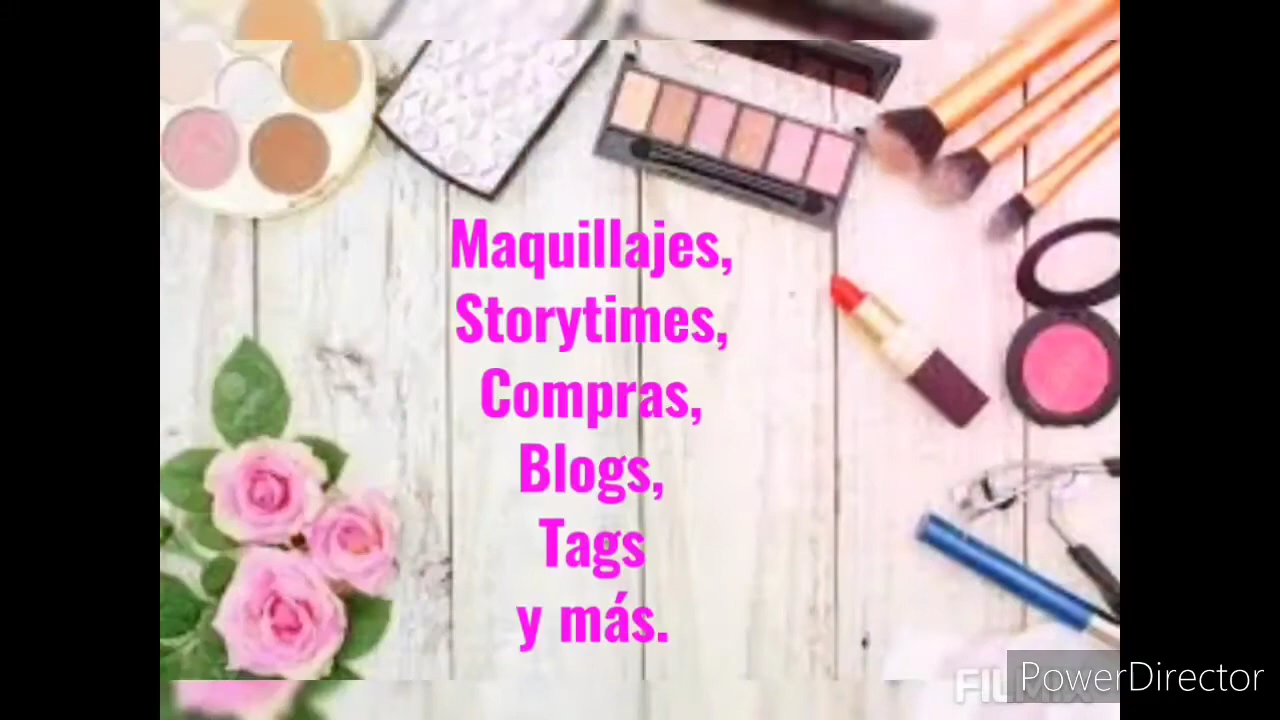 Maquillajes,
Storytimes,
Compras,
Blogs,
Tags
y más.
PowerDirector